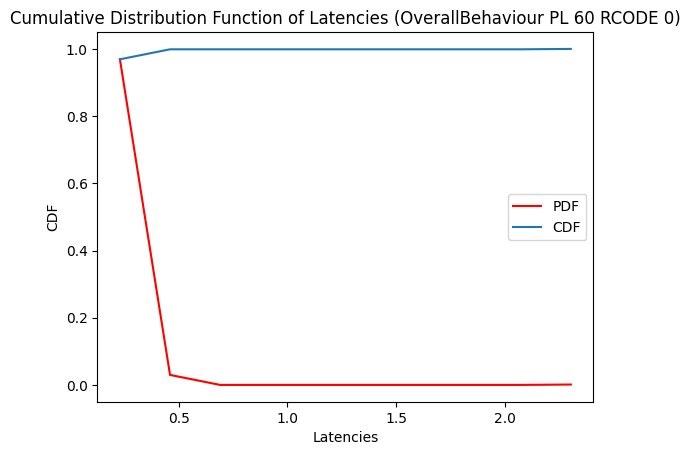 Cumulative Distribution Function of Latencies (OverallBehaviour PL 60 RCODE 0)
1.0
0.8
0.6
0.4
0.2
0.0
CDF
PDF
CDF
0.5
1.0
1.5
2.0
Latencies